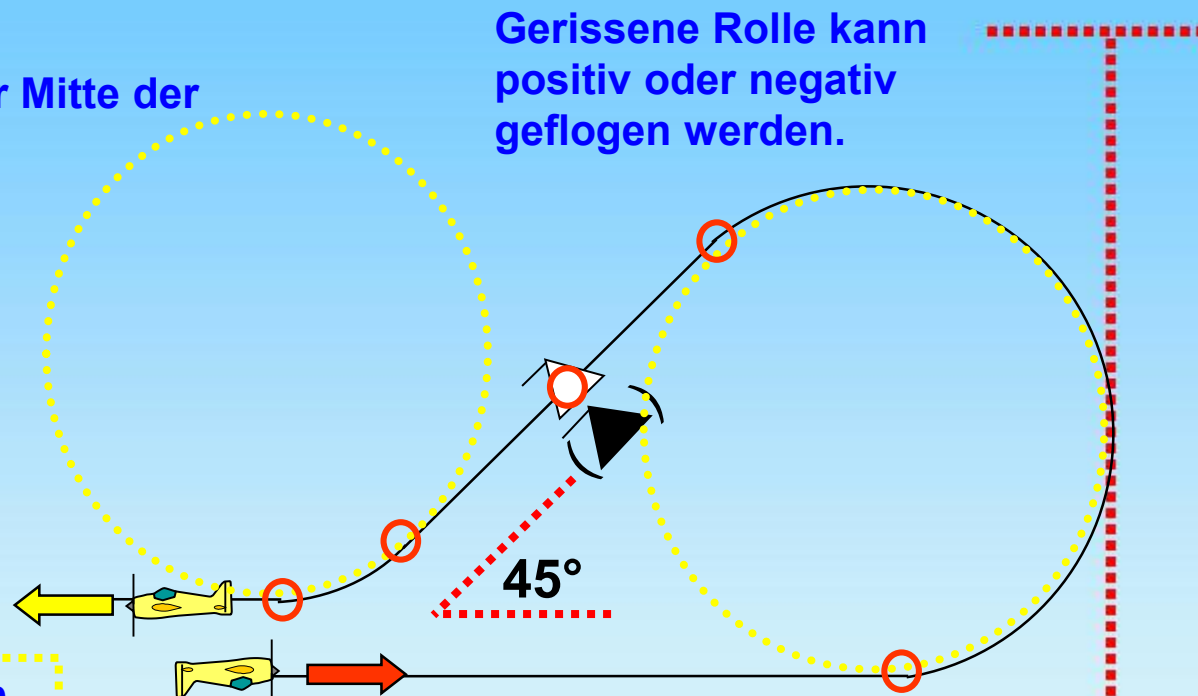 Gerissene Rolle kann
positiv oder negativ
geflogen werden.
Mitte der
45°